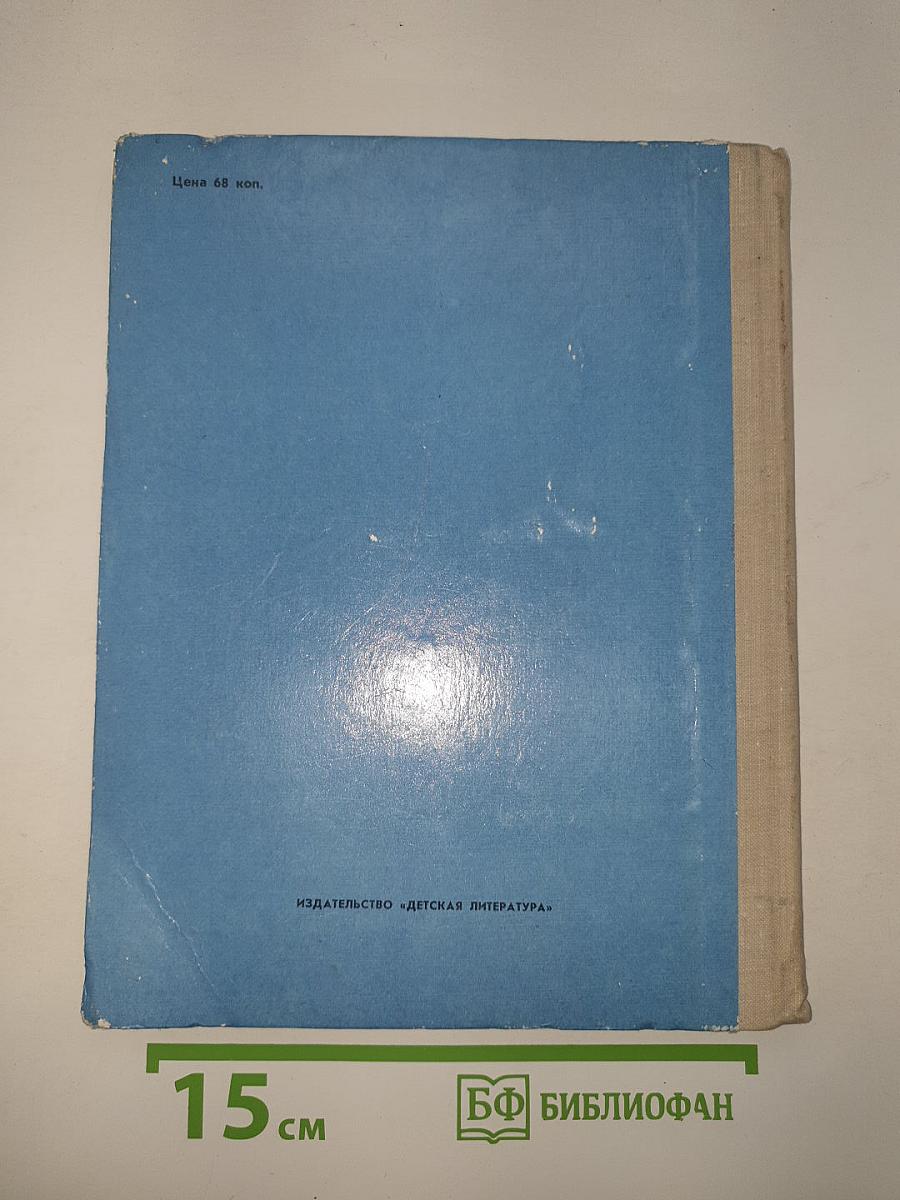 Цена 68 коп.
ИЗДАТЕЛЬСТВО «ДЕТСКАЯ ЛИТЕРАТУРА»
15 см
БФ БИБЛИОФАН